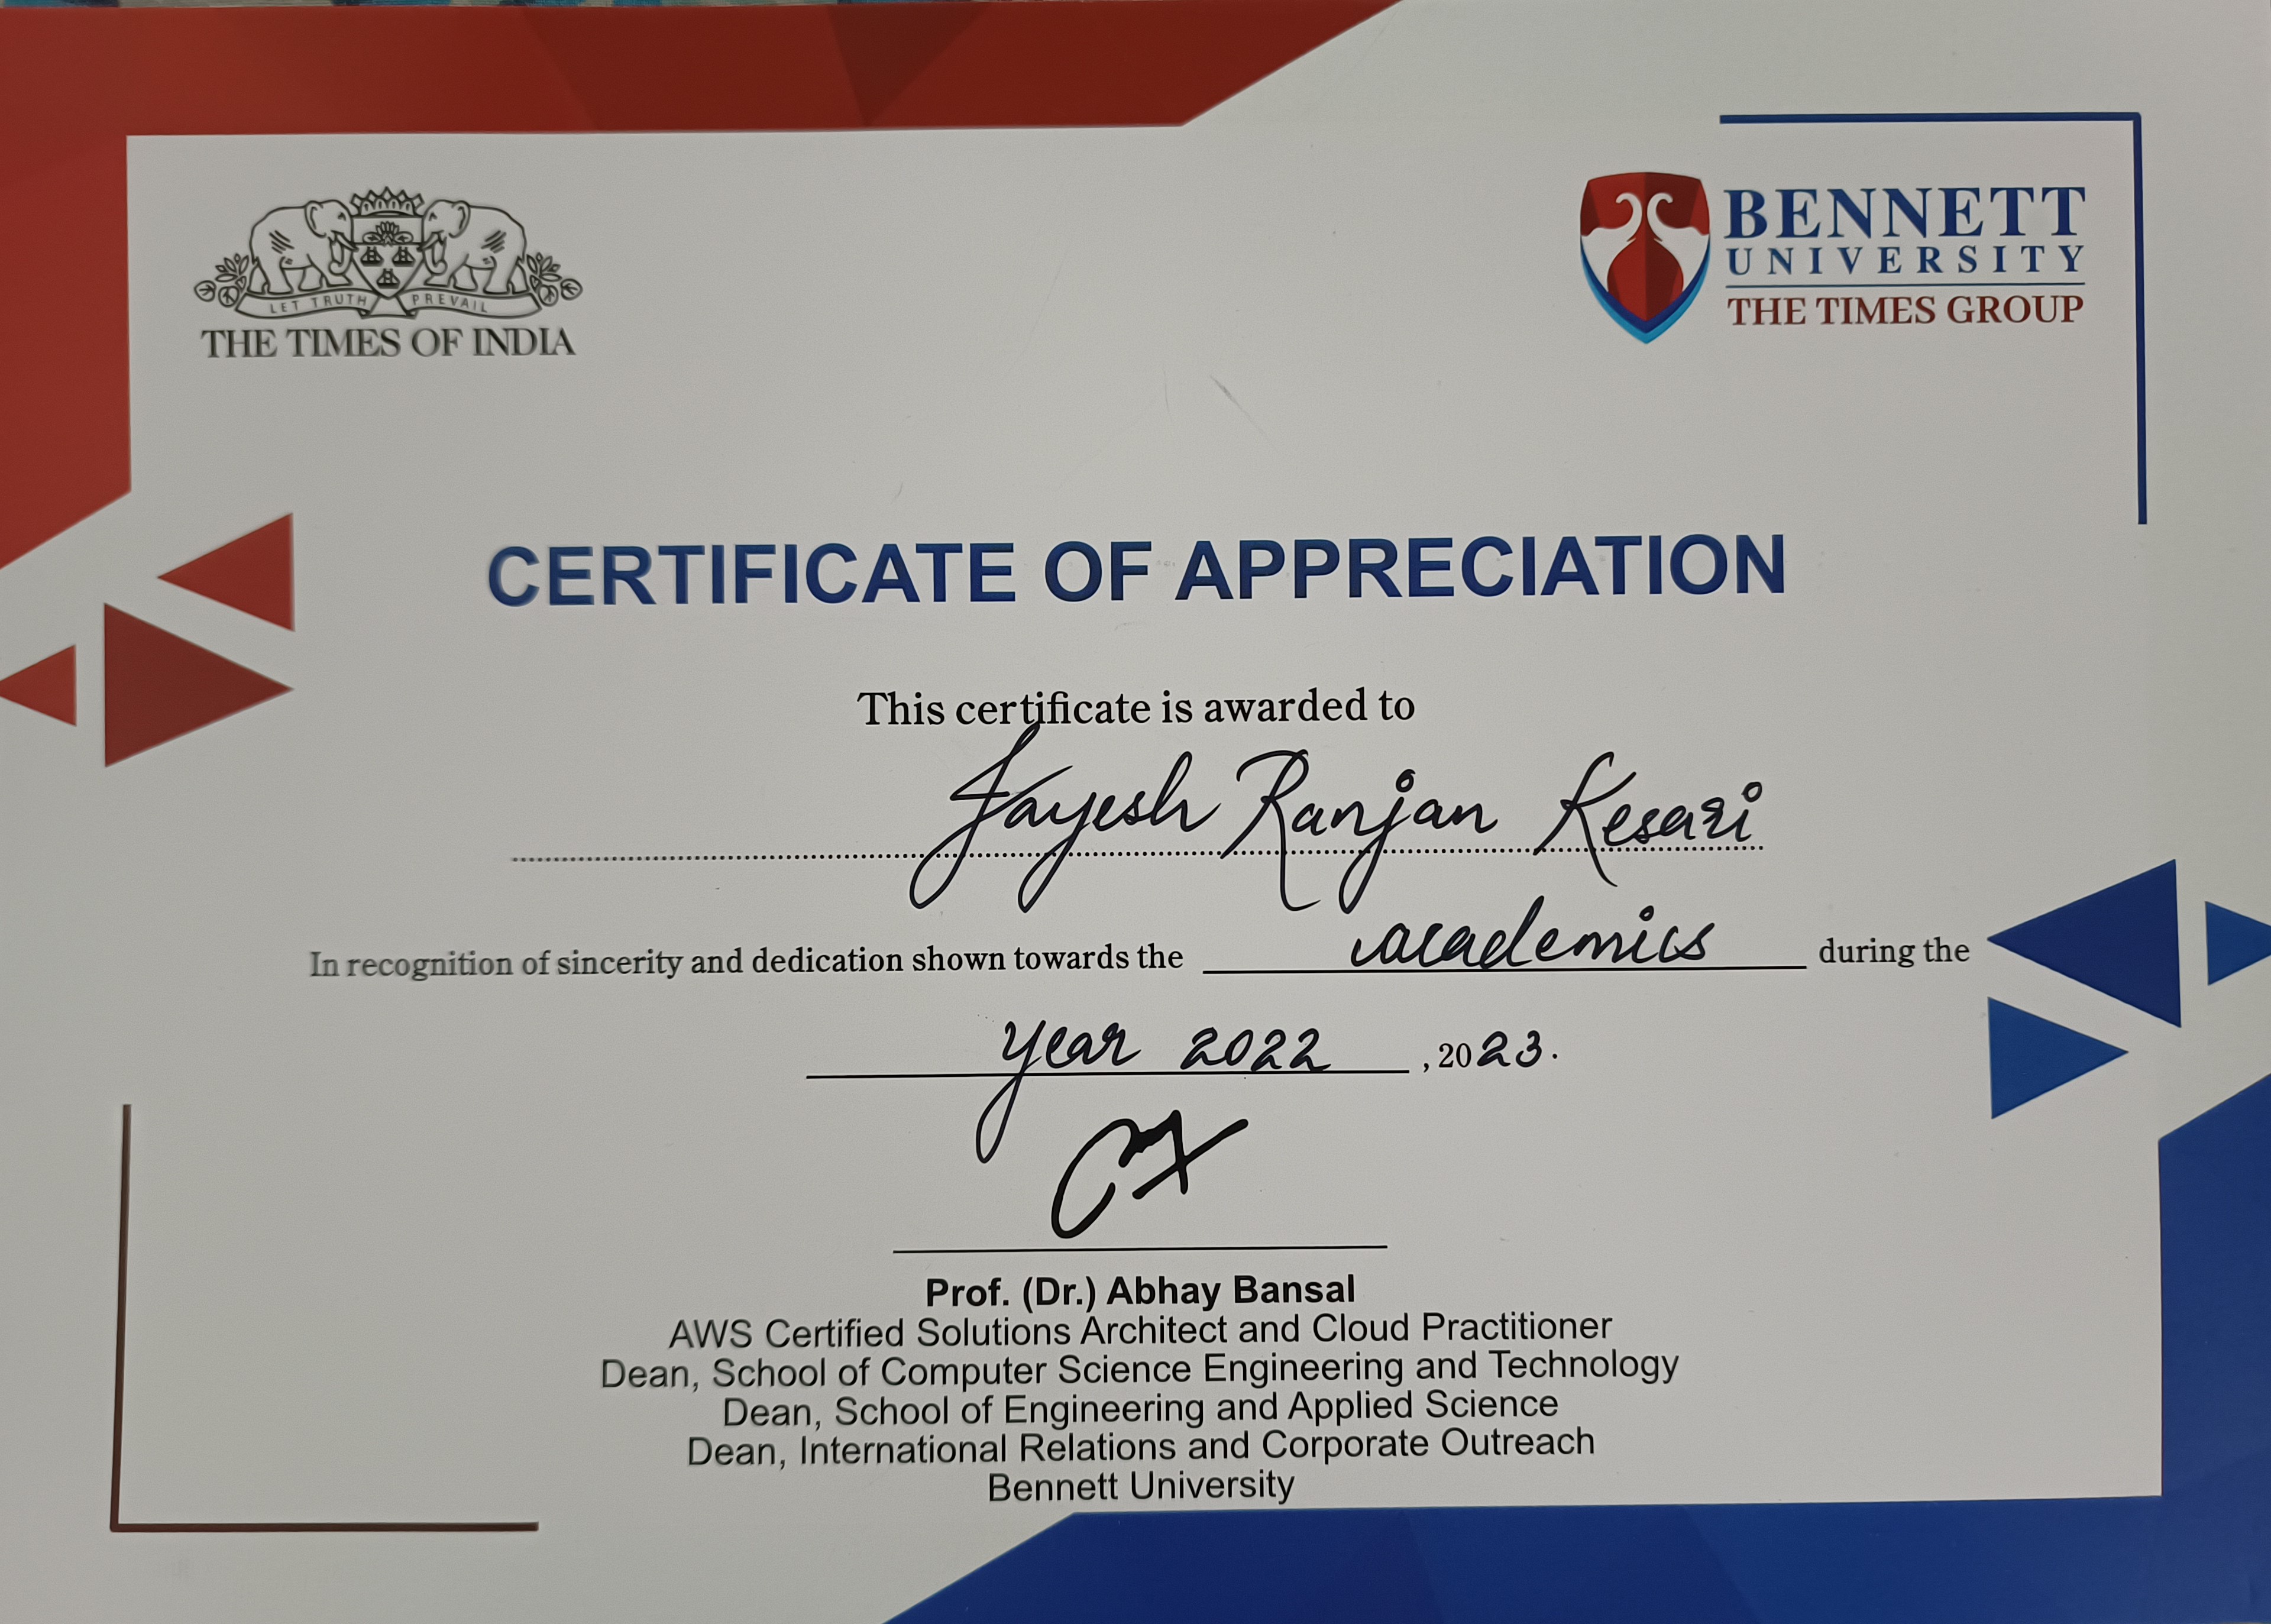 LET TRUTH PREVAIL
THE TIMES OF INDIA
BENNETT
UNIVERSITY
THE TIMES GROUP
CERTIFICATE OF APPRECIATION
This certificate is awarded to
Jayesh Ranjan Kesari
In recognition of sincerity and dedication shown towards the academics during the
year 2022, 2023.
Prof. (Dr.) Abhay Bansal
AWS Certified Solutions Architect and Cloud Practitioner
Dean, School of Computer Science Engineering and Technology
Dean, School of Engineering and Applied Science
Dean, International Relations and Corporate Outreach
Bennett University